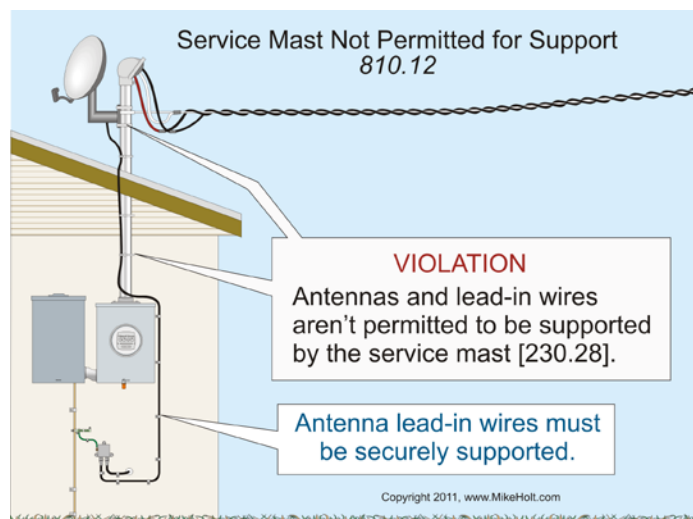 Service Mast Not Permitted for Support
810.12
VIOLATION
Antennas and lead-in wires
aren't permitted to be supported
by the service mast [230.28].
Antenna lead-in wires must
be securely supported.
Copyright 2011, www.MikeHolt.com